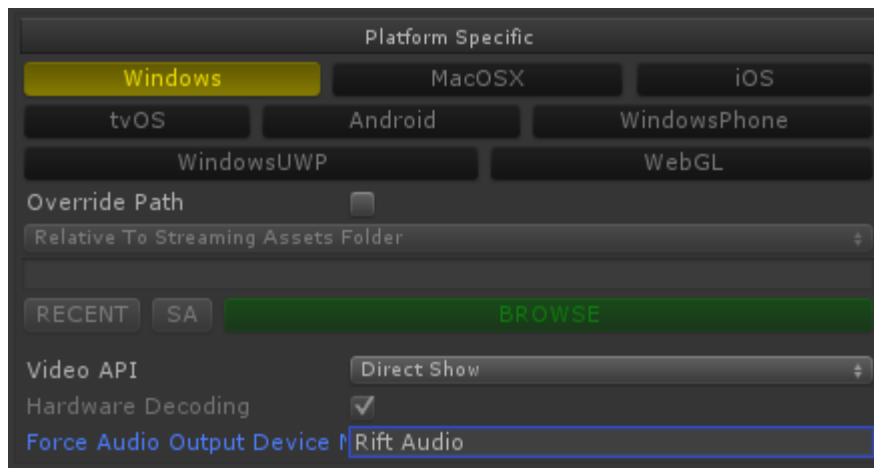 Platform Specific
Windows MacOSX iOS
tvOS Android WindowsPhone
WindowsUWP WebGL
Override Path
Relative To Streaming Assets Folder
RECENT SA BROWSE
Video API Direct Show
Hardware Decoding
Force Audio Output Device Rift Audio